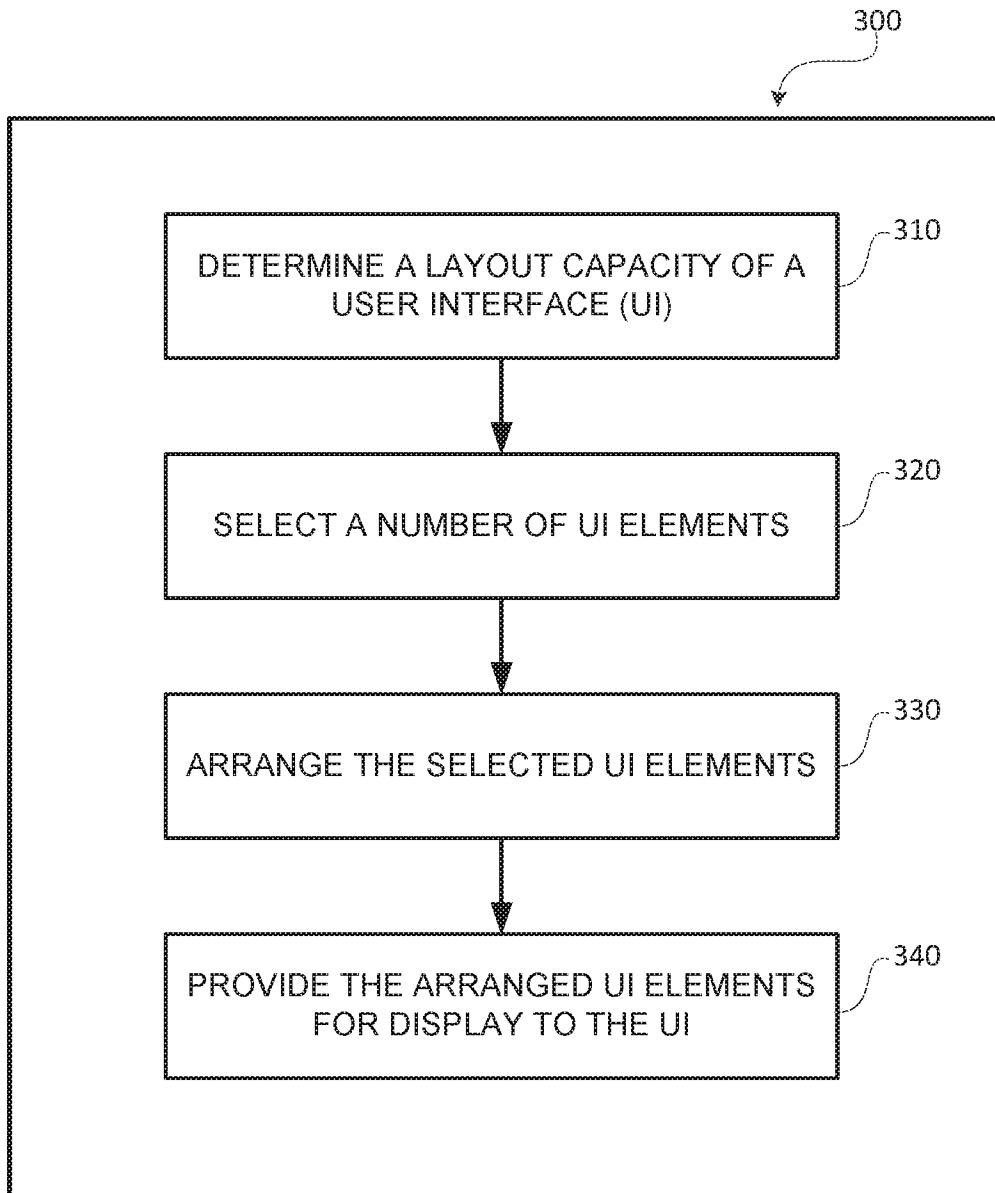 300
DETERMINE A LAYOUT CAPACITY OF A
USER INTERFACE (UI)
310
SELECT A NUMBER OF UI ELEMENTS
320
ARRANGE THE SELECTED UI ELEMENTS
330
PROVIDE THE ARRANGED UI ELEMENTS
FOR DISPLAY TO THE UI
340